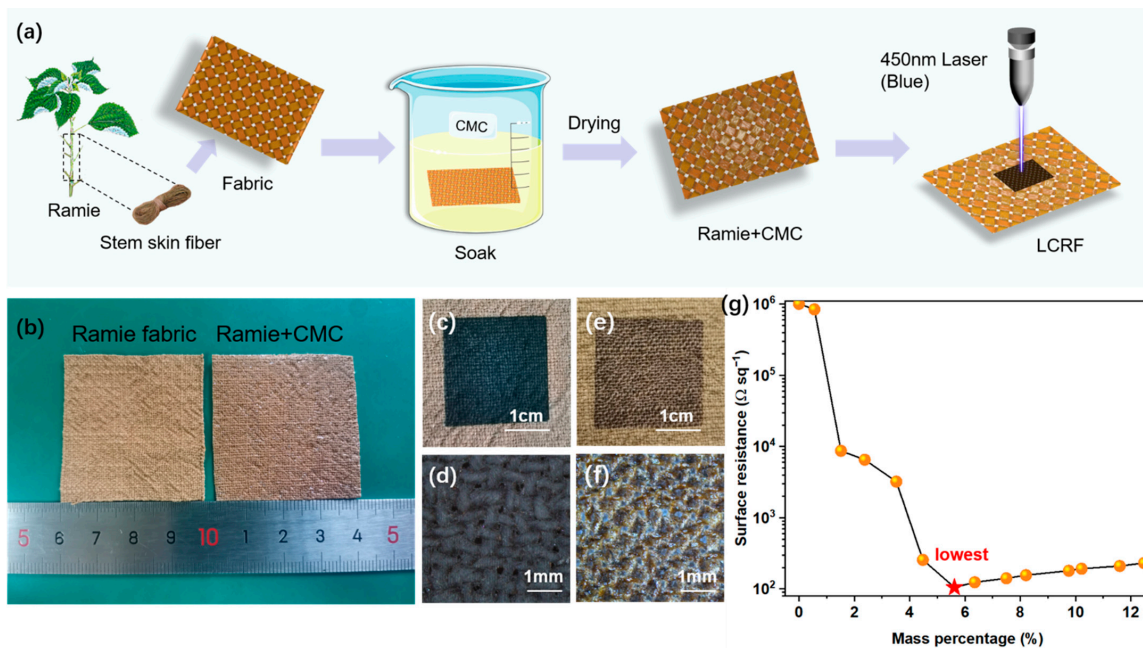 (a)
Ramie
Stem skin fiber
Fabric
CMC
Soak
Drying
Ramie+CMC
450nm Laser
(Blue)
LCRF
(b)
Ramie fabric
Ramie+CMC
5 6 7 8 9 10 1 2 3 4 5
(c)
1cm
(e)
1cm
(d)
1mm
(f)
1mm
(g)
Surface resistance (Ω sq⁻¹)
10⁶
10⁵
10⁴
10³
10²
lowest
0 2 4 6 8 10 12
Mass percentage (%)